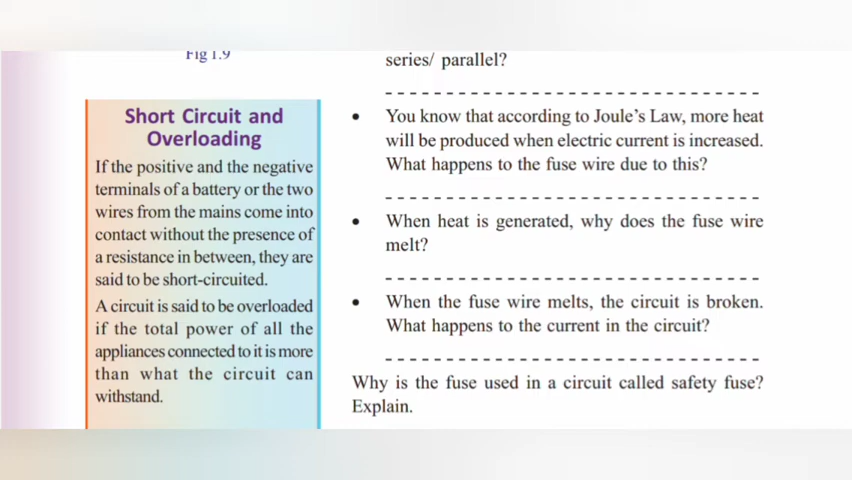 Fig 1.9
Short Circuit and
Overloading
If the positive and the negative
terminals of a battery or the two
wires from the mains come into
contact without the presence of
a resistance in between, they are
said to be short-circuited.
A circuit is said to be overloaded
if the total power of all the
appliances connected to it is more
than what the circuit can
withstand.
series/ parallel?
• You know that according to Joule's Law, more heat
will be produced when electric current is increased.
What happens to the fuse wire due to this?
• When heat is generated, why does the fuse wire
melt?
• When the fuse wire melts, the circuit is broken.
What happens to the current in the circuit?
Why is the fuse used in a circuit called safety fuse?
Explain.